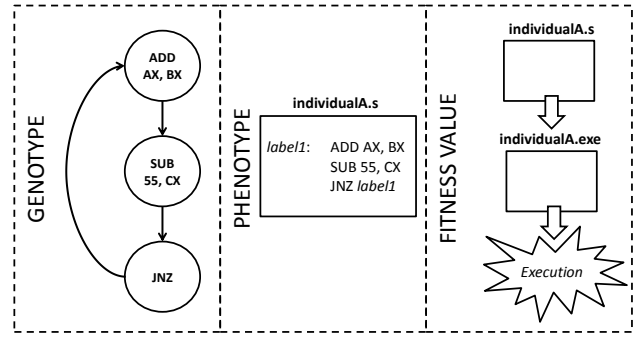 GENOTYPE
ADD
AX, BX
SUB
55, CX
JNZ
PHENOTYPE
individualA.s
label1: ADD AX, BX
SUB 55, CX
JNZ label1
FITNESS VALUE
individualA.s
individualA.exe
Execution